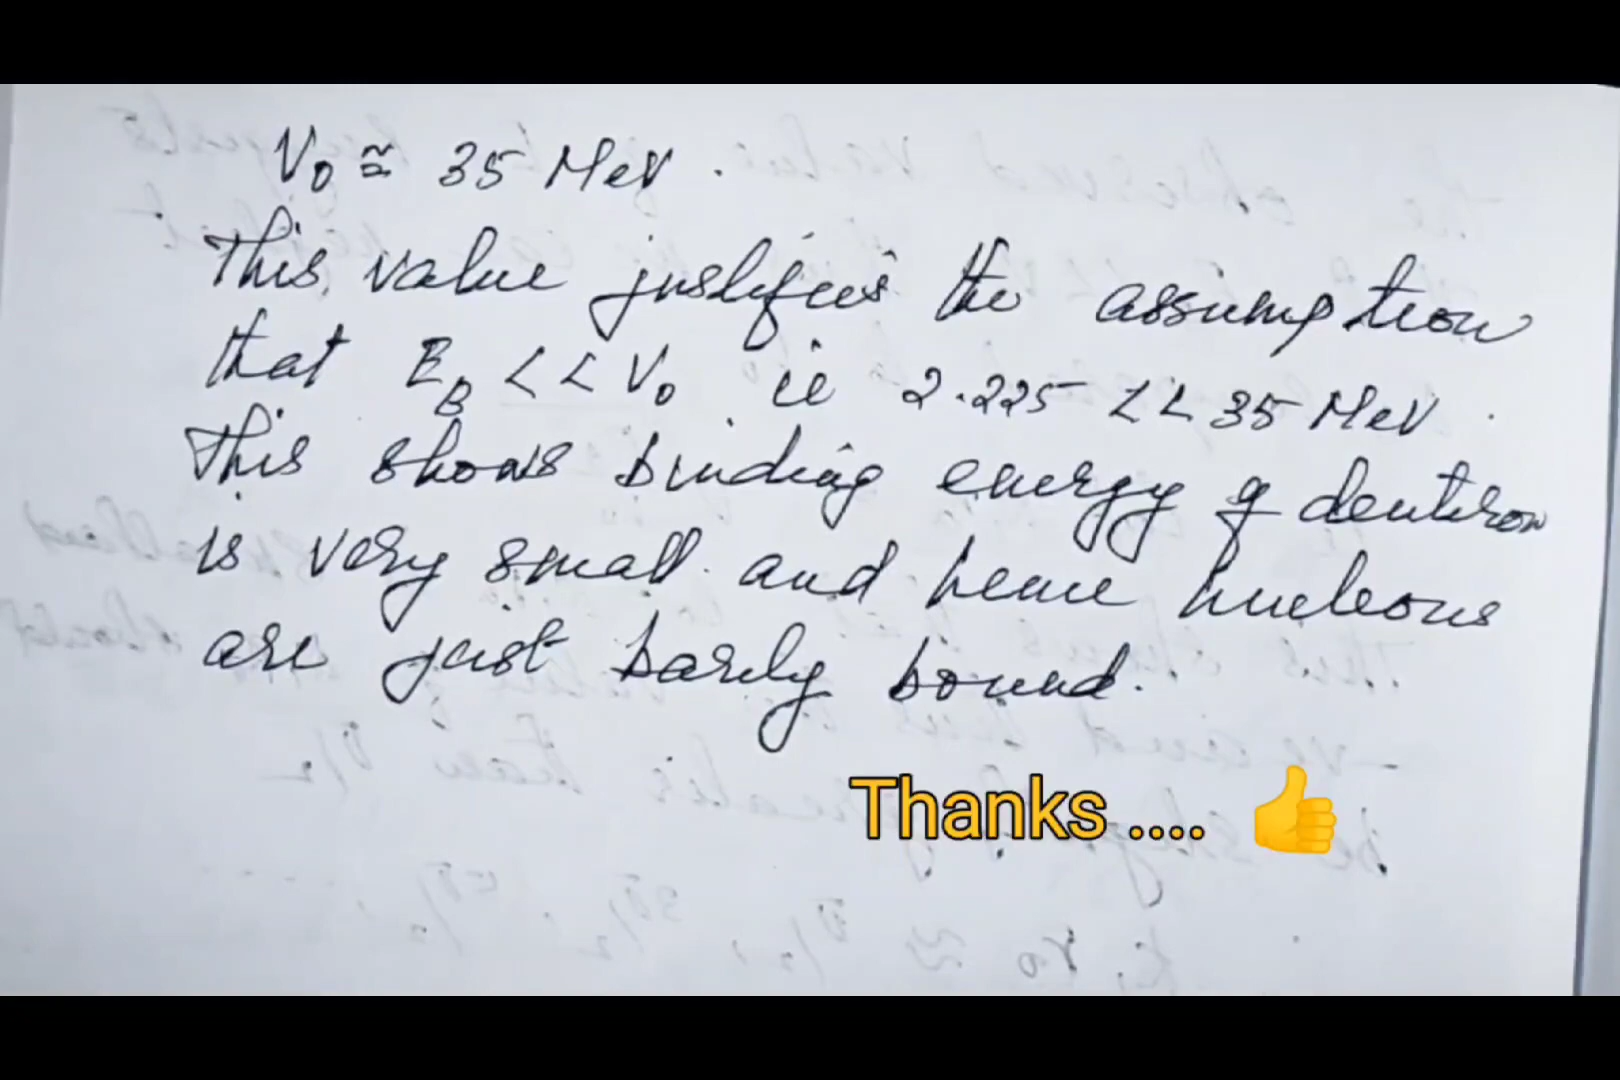 V₀ ≈ 35 MeV.
This value justifies the assumption
that E_B << V₀ ie 2.225 << 35 MeV.
This shows binding energy of deuteron
is very small and hence nucleons
are just barely bound.
Thanks .... 👍